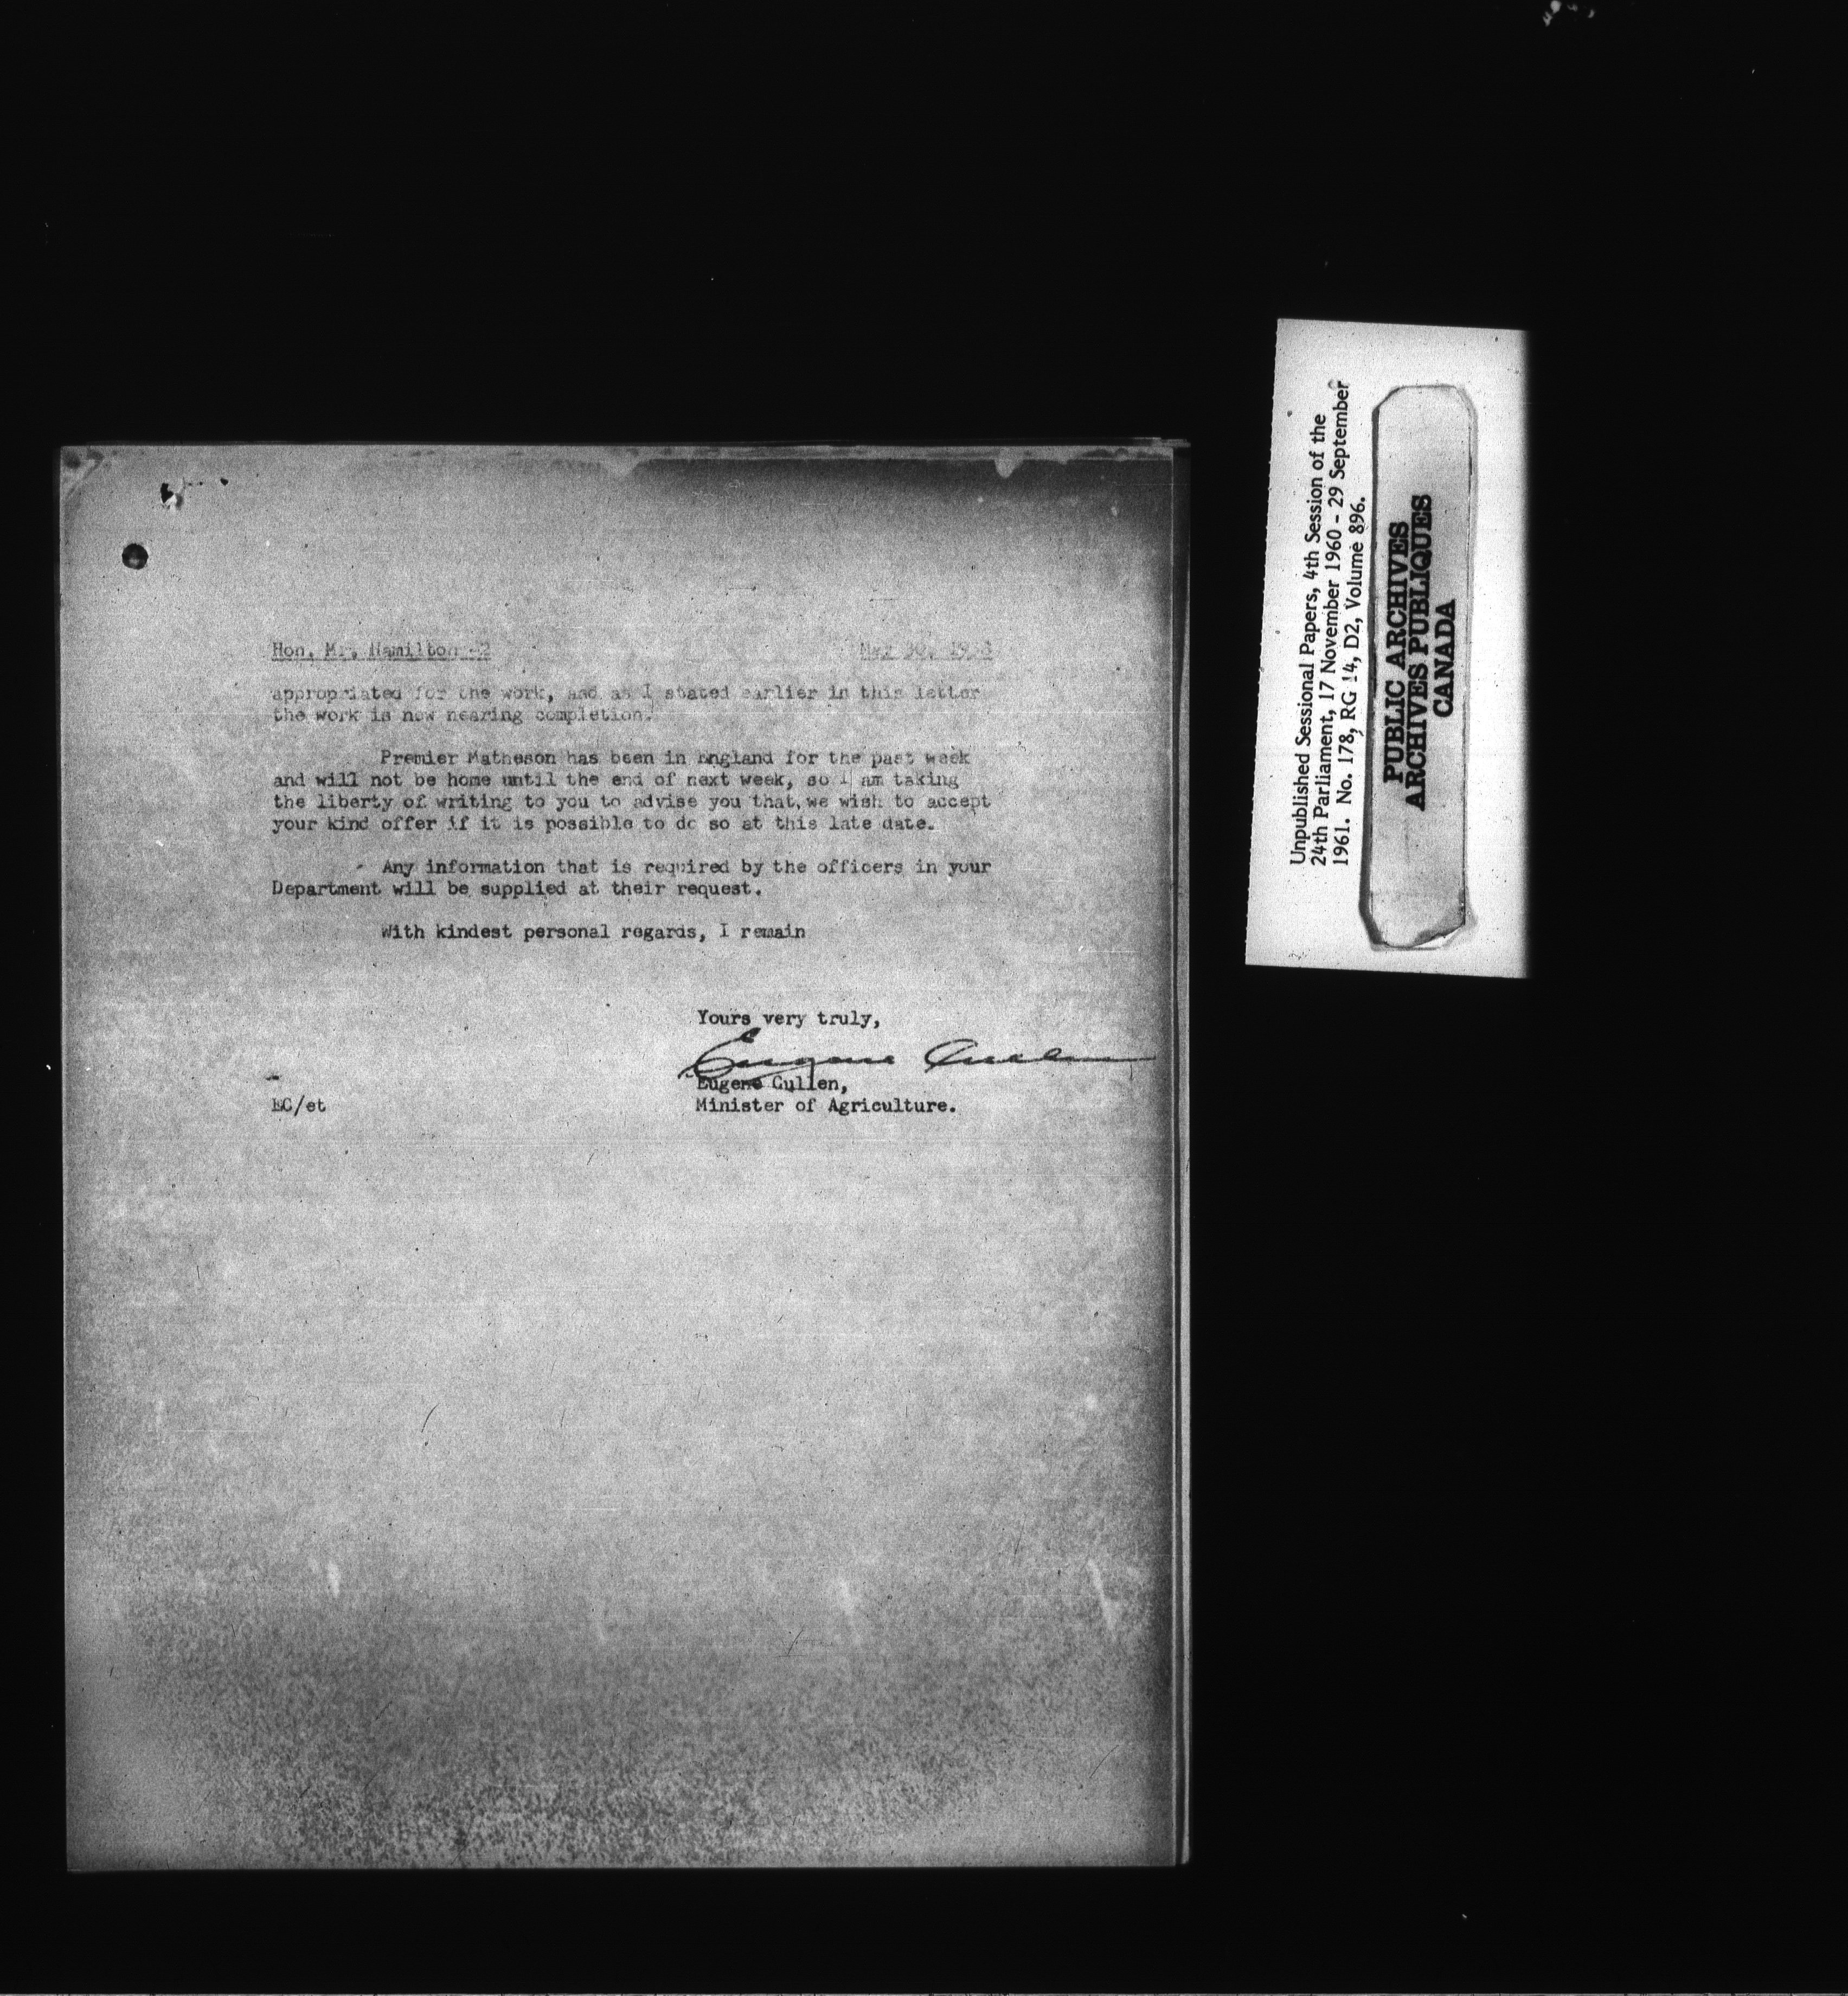 Hon. Mr. Hamilton -2 May 30, 1958
appropriated for the work, and as I stated earlier in this letter
the work is now nearing completion.
Premier Matheson has been in England for the past week
and will not be home until the end of next week, so I am taking
the liberty of writing to you to advise you that, we wish to accept
your kind offer if it is possible to do so at this late date.
Any information that is required by the officers in your
Department will be supplied at their request.
With kindest personal regards, I remain
Yours very truly,
Eugene Cullen
Eugene Cullen,
EC/et Minister of Agriculture.
Unpublished Sessional Papers, 4th Session of the
24th Parliament, 17 November 1960 - 29 September
1961. No. 178, RG 14, D2, Volume 896.
PUBLIC ARCHIVES
ARCHIVES PUBLIQUES
CANADA